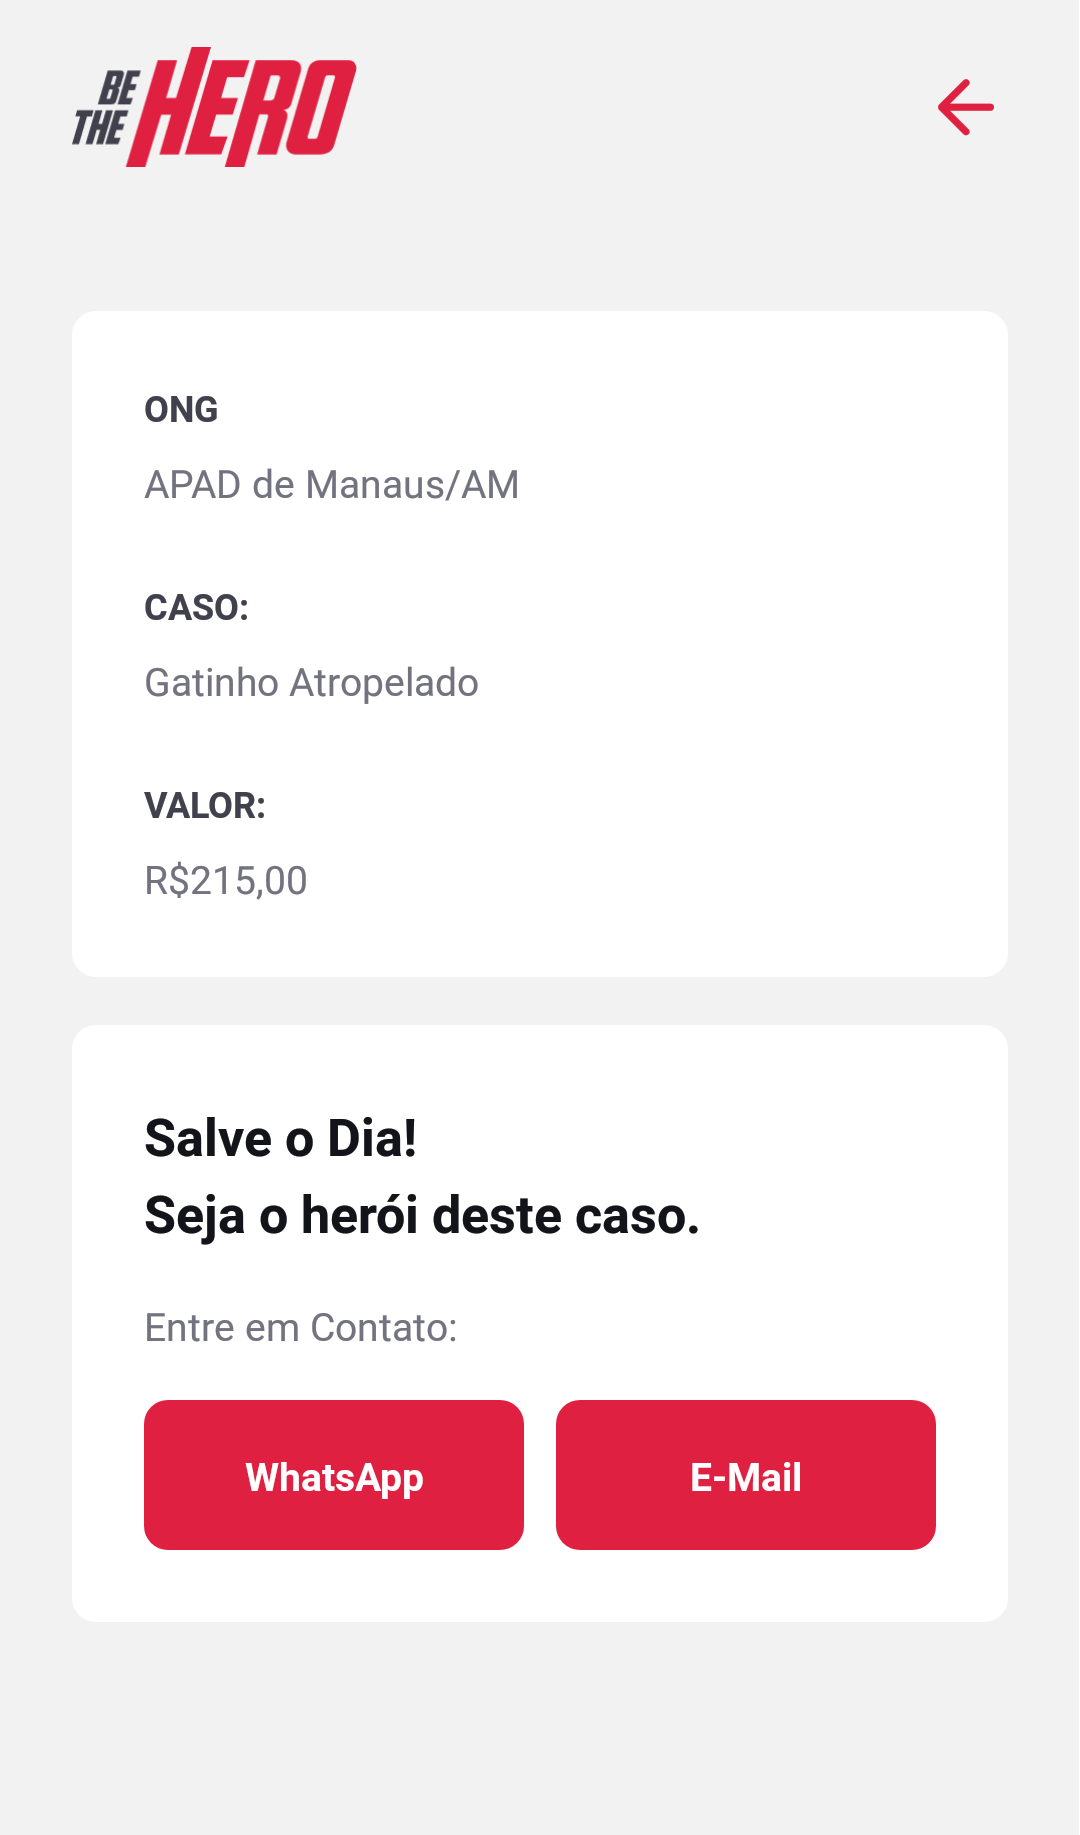 BE
THE HERO
ONG
APAD de Manaus/AM
CASO:
Gatinho Atropelado
VALOR:
R$215,00
Salve o Dia!
Seja o herói deste caso.
Entre em Contato:
WhatsApp E-Mail